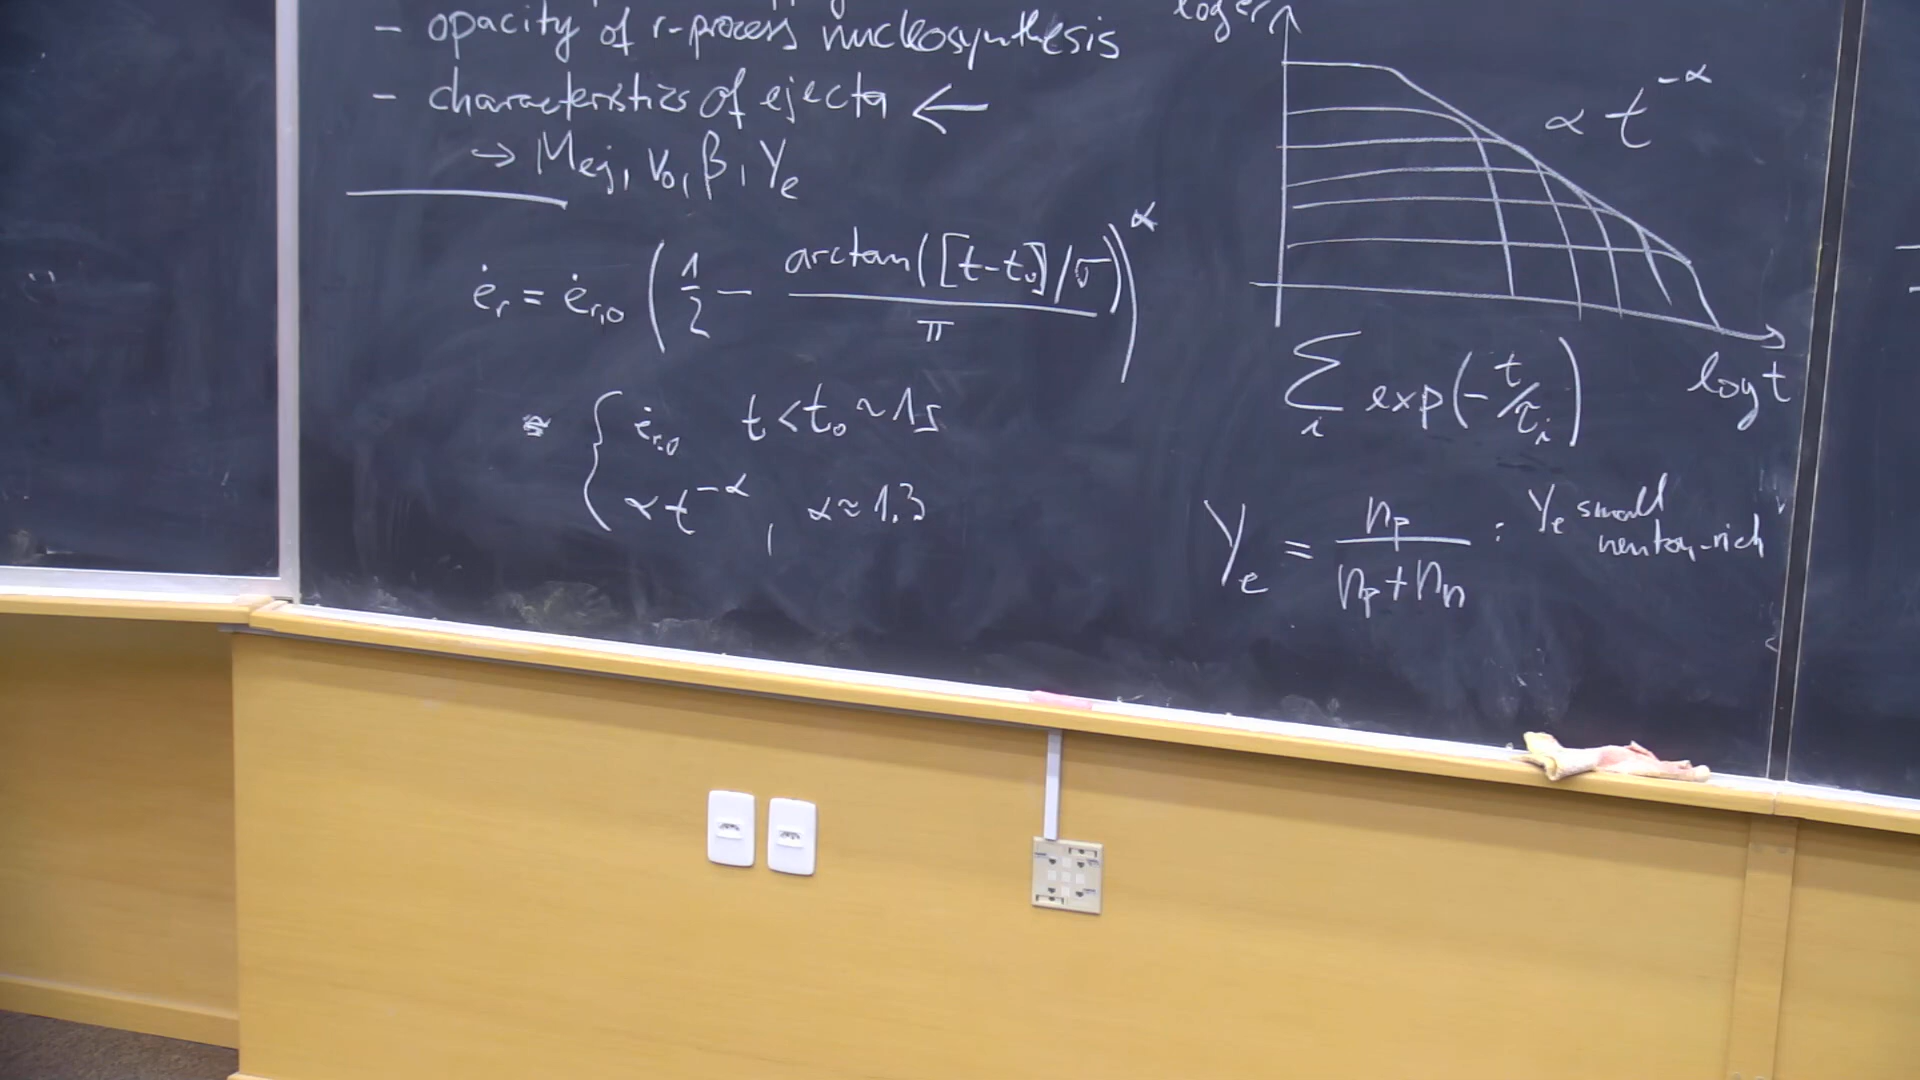 - opacity of r-process nucleosynthesis
- characteristics of ejecta ←
→ Mej, v₀, β, Yₑ
ėᵣ = ėᵣ,₀ (1/2 - arctan([t-t₀]/σ)/π)^α
≈ { ėᵣ,₀ t < t₀ ~ 1s
∝ t^-α, α ≈ 1.3
log ėᵣ
∝ t^-α
log t
∑ᵢ exp(-t/τᵢ)
Yₑ = nₚ/(nₚ+nₙ) : Yₑ small
neutron-rich